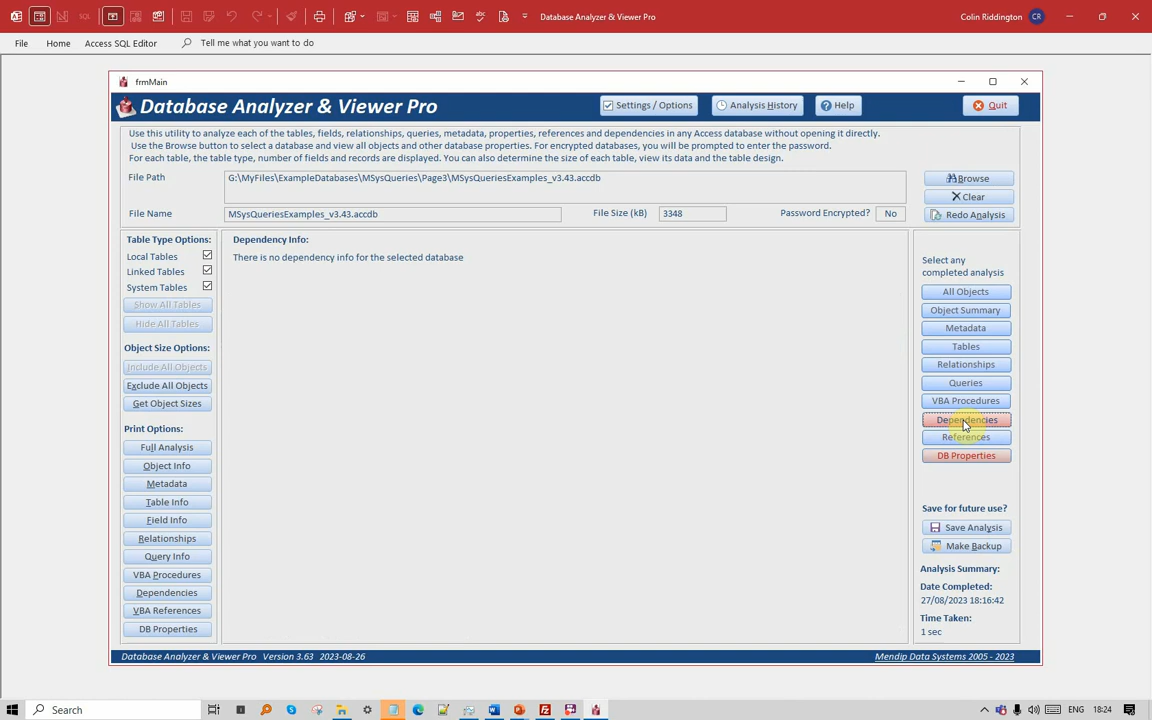 SQL
Database Analyzer & Viewer Pro
Colin Riddington
CR
File
Home
Access SQL Editor
Tell me what you want to do
frmMain
Database Analyzer & Viewer Pro
Settings / Options
Analysis History
Help
Quit
Use this utility to analyze each of the tables, fields, relationships, queries, metadata, properties, references and dependencies in any Access database without opening it directly.
Use the Browse button to select a database and view all objects and other database properties. For encrypted databases, you will be prompted to enter the password.
For each table, the table type, number of fields and records are displayed. You can also determine the size of each table, view its data and the table design.
File Path
G:\MyFiles\ExampleDatabases\MSysQueries\Page3\MSysQueriesExamples_v3.43.accdb
Browse
Clear
File Name
MSysQueriesExamples_v3.43.accdb
File Size (kB)
3348
Password Encrypted?
No
Redo Analysis
Table Type Options:
Local Tables
Linked Tables
System Tables
Show All Tables
Hide All Tables
Object Size Options:
Include All Objects
Exclude All Objects
Get Object Sizes
Print Options:
Full Analysis
Object Info
Metadata
Table Info
Field Info
Relationships
Query Info
VBA Procedures
Dependencies
VBA References
DB Properties
Dependency Info:
There is no dependency info for the selected database
Select any
completed analysis
All Objects
Object Summary
Metadata
Tables
Relationships
Queries
VBA Procedures
Dependencies
References
DB Properties
Save for future use?
Save Analysis
Make Backup
Analysis Summary:
Date Completed:
27/08/2023 18:16:42
Time Taken:
1 sec
Database Analyzer & Viewer Pro Version 3.63 2023-08-26
Mendip Data Systems 2005 - 2023
Search
ENG
18:24